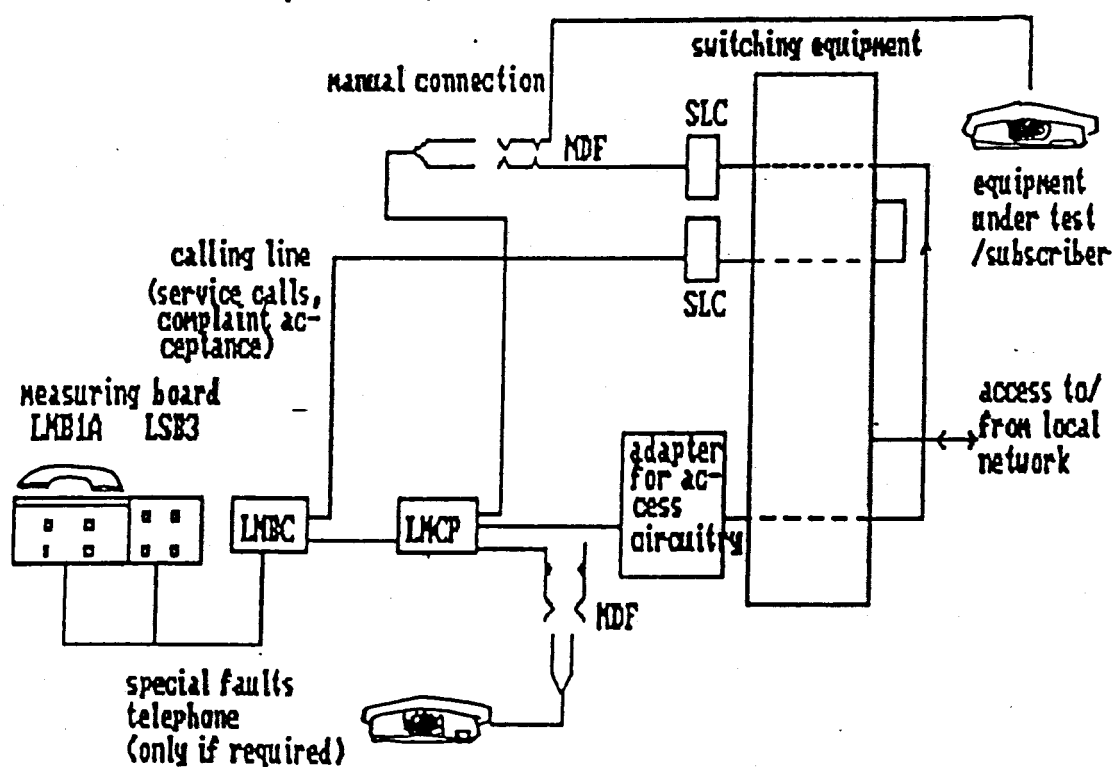 switching equipment
manual connection
SLC
MDF
equipment
under test
/subscriber
calling line
(service calls,
complaint ac-
ceptance)
SLC
measuring board
LMB1A LSB3
access to/
from local
network
adapter
for ac-
cess
circuitry
LMBC
LMCP
MDF
special faults
telephone
(only if required)